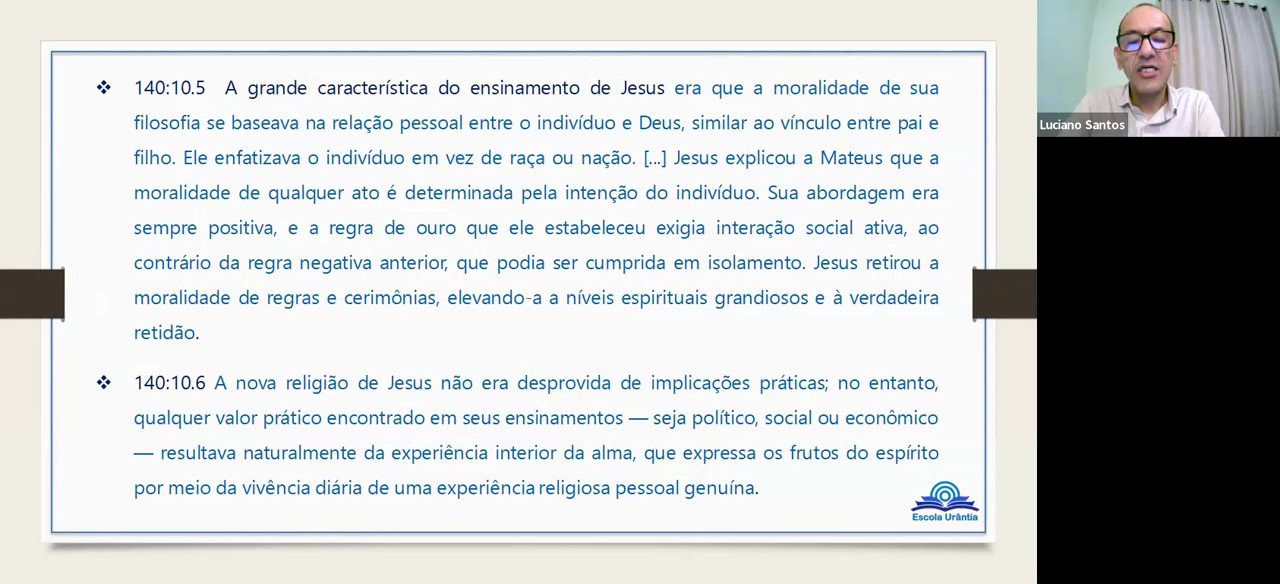 140:10.5 A grande característica do ensinamento de Jesus era que a moralidade de sua
filosofia se baseava na relação pessoal entre o indivíduo e Deus, similar ao vínculo entre pai e
filho. Ele enfatizava o indivíduo em vez de raça ou nação. [...] Jesus explicou a Mateus que a
moralidade de qualquer ato é determinada pela intenção do indivíduo. Sua abordagem era
sempre positiva, e a regra de ouro que ele estabeleceu exigia interação social ativa, ao
contrário da regra negativa anterior, que podia ser cumprida em isolamento. Jesus retirou a
moralidade de regras e cerimônias, elevando-a a níveis espirituais grandiosos e à verdadeira
retidão.
140:10.6 A nova religião de Jesus não era desprovida de implicações práticas; no entanto,
qualquer valor prático encontrado em seus ensinamentos — seja político, social ou econômico
— resultava naturalmente da experiência interior da alma, que expressa os frutos do espírito
por meio da vivência diária de uma experiência religiosa pessoal genuína.
Escola Urântia
Luciano Santos